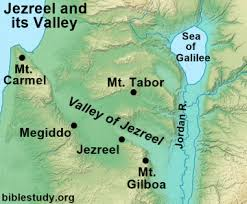 Jezreel and
its Valley
Sea of
Galilee
Mt.
Carmel
Mt. Tabor
Valley of Jezreel
Jordan R.
Megiddo
Jezreel
Mt.
Gilboa
biblestudy.org